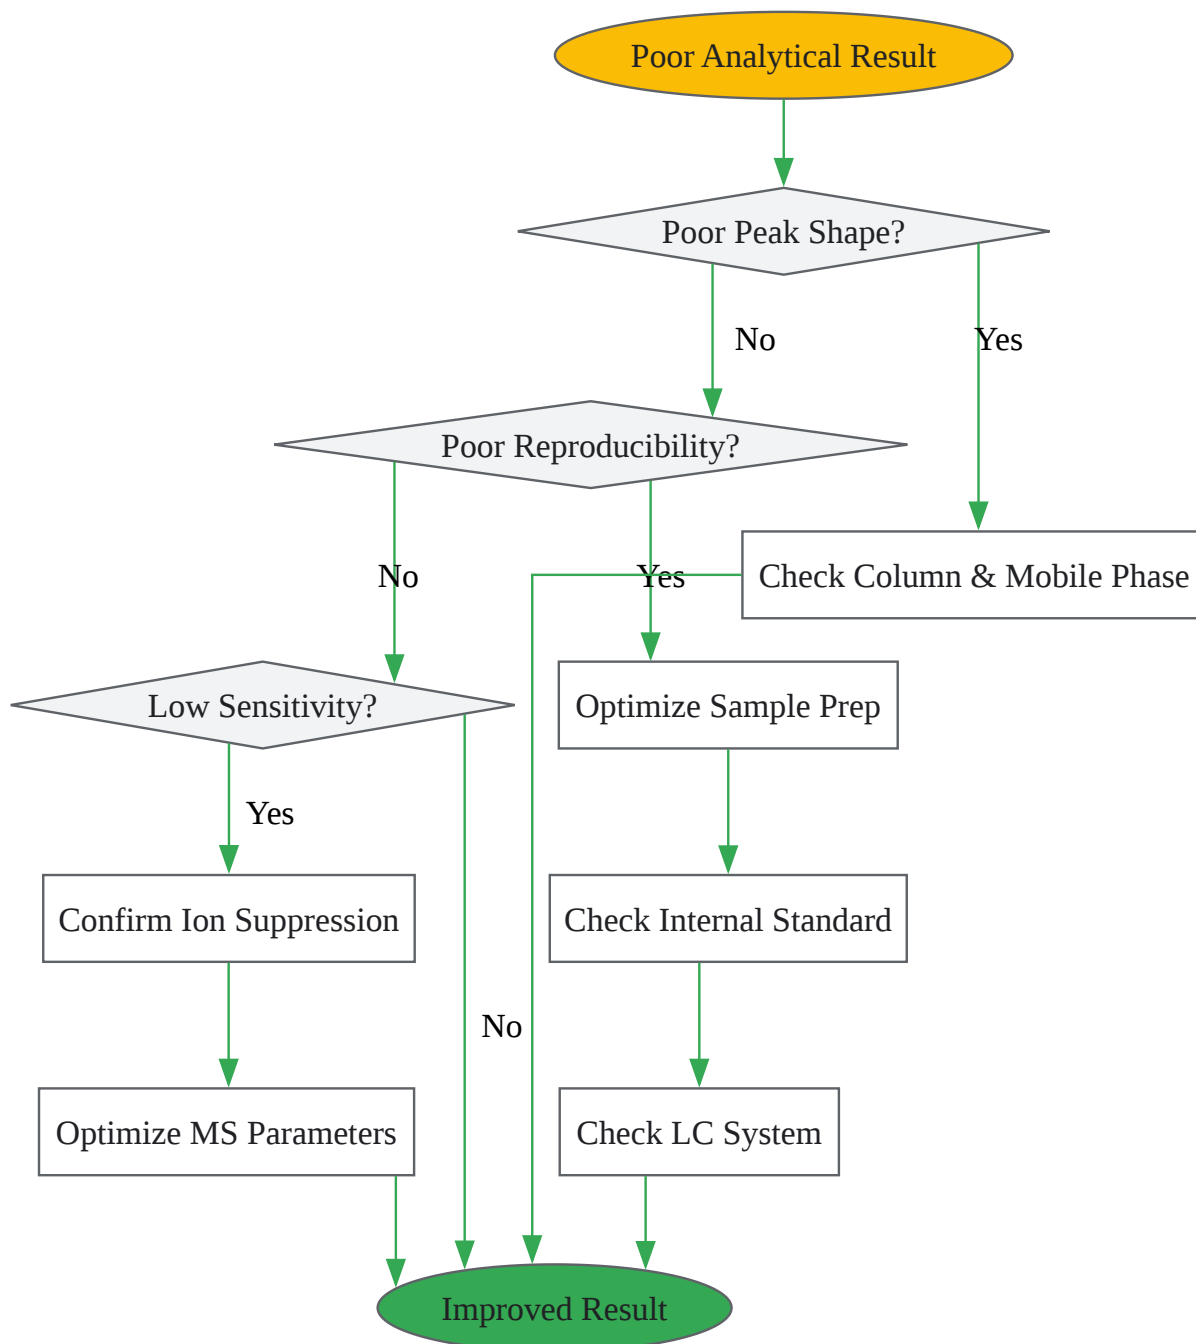 Poor Analytical Result
Poor Peak Shape?
No
Yes
Poor Reproducibility?
No
Yes
Check Column & Mobile Phase
Low Sensitivity?
Optimize Sample Prep
Yes
Confirm Ion Suppression
Check Internal Standard
No
Optimize MS Parameters
Check LC System
Improved Result